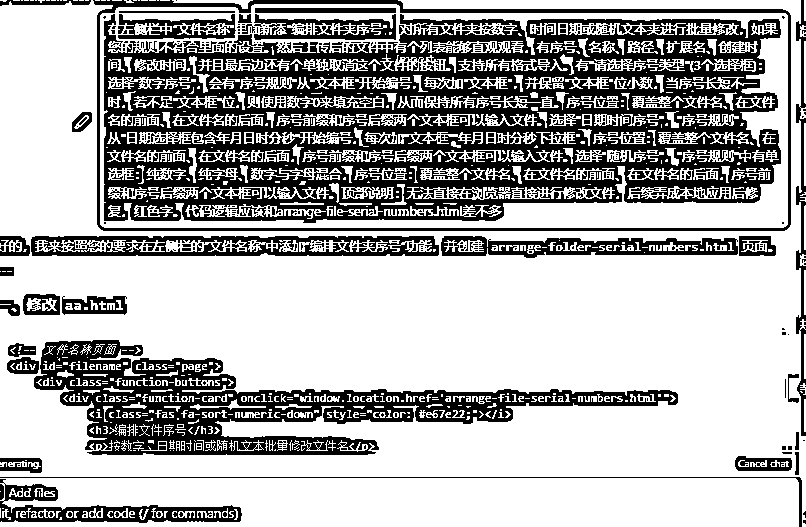 在左侧栏中"文件名称"里面新添"编排文件夹序号"。对所有文件夹按数字、时间日期或随机文本夹进行批量修改，如果
您的规则不符合里面的设置。然后上传后的文件中有个列表能够直观观看，有序号、名称、路径、扩展名、创建时
间、修改时间，并且最后边还有个单独取消这个文件的按钮。支持所有格式导入。有"请选择序号类型"(3个选择框)：
选择"数字序号"，会有"序号规则"从"文本框"开始编号，每次加"文本框"，并保留"文本框"位小数，当序号长短不一
时，若不足"文本框"位，则使用数字0来填充空白，从而保持所有序号长短一直。序号位置：覆盖整个文件名、在文件
名的前面、在文件名的后面，序号前缀和序号后缀两个文本框可以输入文件。选择"日期时间序号"，"序号规则"，
从"日期选择框包含年月日时分秒"开始编号，每次加"文本框、年月日时分秒下拉框"。序号位置：覆盖整个文件名、在
文件名的前面、在文件名的后面，序号前缀和序号后缀两个文本框可以输入文件。选择"随机序号"，"序号规则"中有单
选框：纯数字、纯字母、数字与字母混合，序号位置：覆盖整个文件名、在文件名的前面、在文件名的后面，序号前
缀和序号后缀两个文本框可以输入文件。顶部说明：无法直接在浏览器直接进行修改文件，后续弄成本地应用后修
复，红色字。代码逻辑应该和arrange-file-serial-numbers.html差不多
好的，我来按照您的要求在左侧栏的"文件名称"中添加"编排文件夹序号"功能，并创建 arrange-folder-serial-numbers.html 页面。
一、修改 aa.html
<!-- 文件名称页面 -->
<div id="filename" class="page">
<div class="function-buttons">
<div class="function-card" onclick="window.location.href='arrange-file-serial-numbers.html'">
<i class="fas fa-sort-numeric-down" style="color: #e67e22;"></i>
<h3>编排文件序号</h3>
<p>按数字、日期时间或随机文本批量修改文件名</p>
enerating.
Cancel chat
Add files
lit, refactor, or add code (/ for commands)